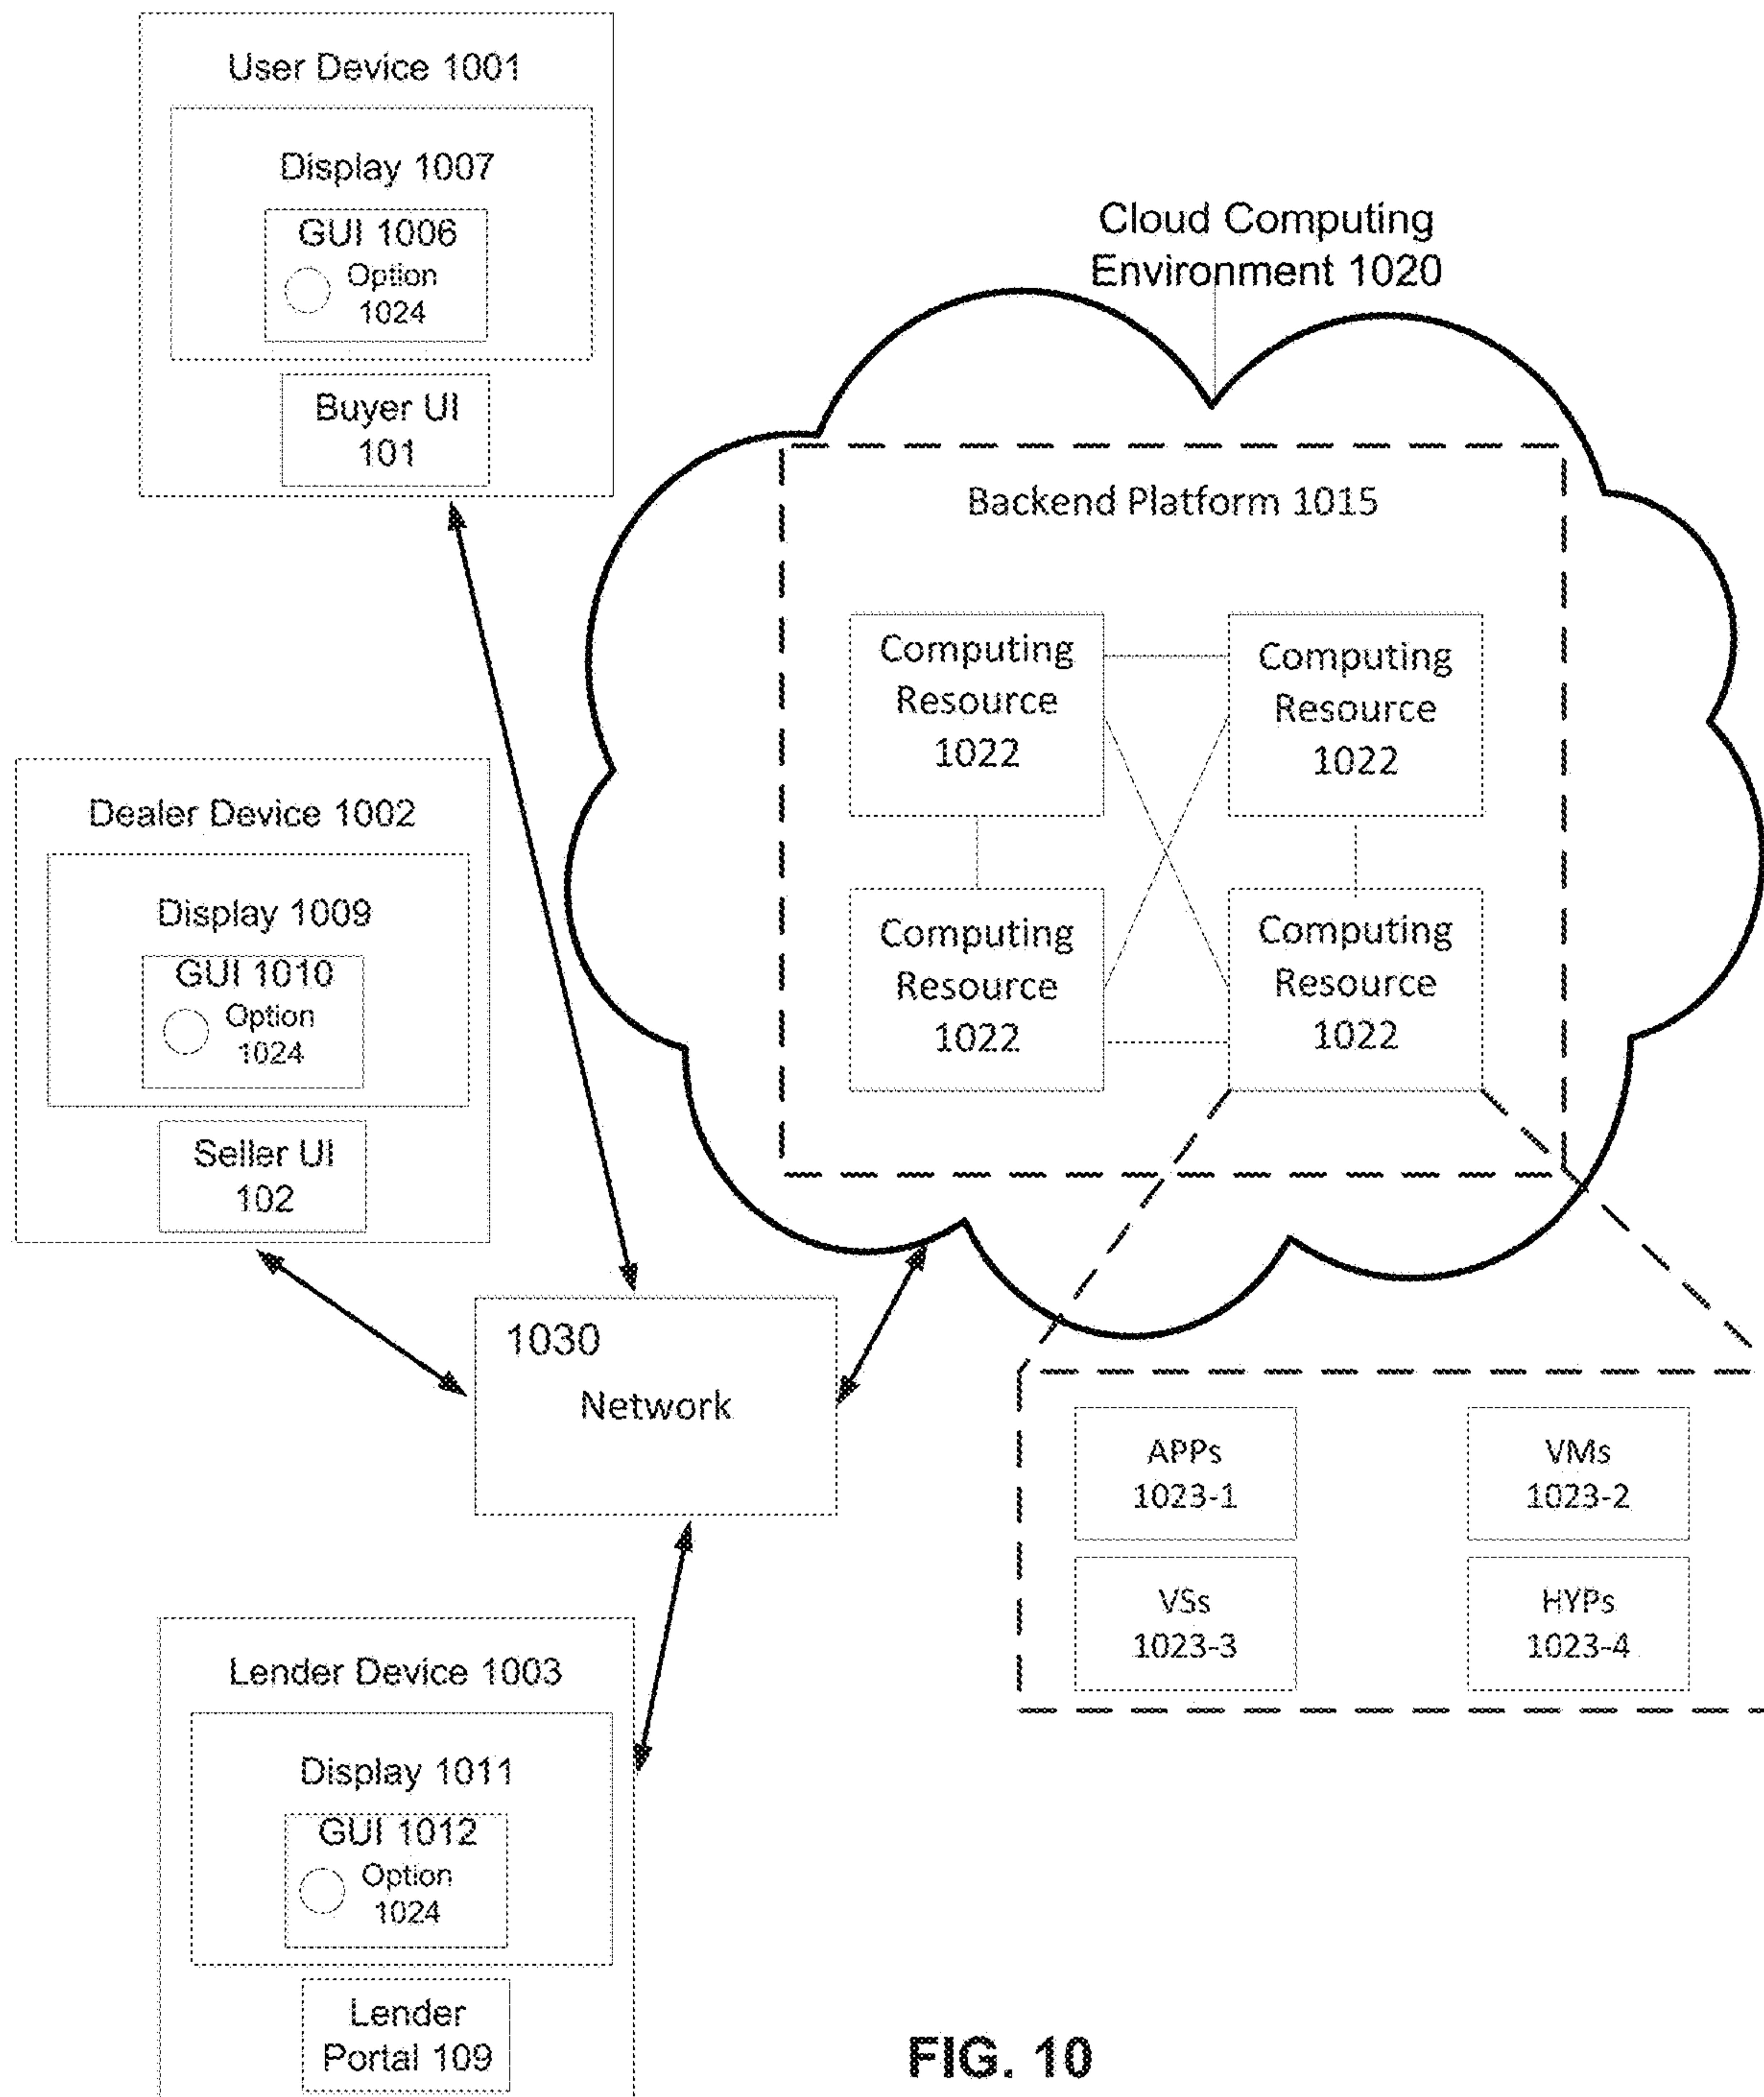 User Device 1001
Display 1007
GUI 1006
Option
1024
Buyer UI
101
Cloud Computing
Environment 1020
Backend Platform 1015
Computing
Resource
1022
Computing
Resource
1022
Computing
Resource
1022
Computing
Resource
1022
Dealer Device 1002
Display 1009
GUI 1010
Option
1024
Seller UI
102
1030
Network
APPs
1023-1
VMs
1023-2
VSs
1023-3
HYPs
1023-4
Lender Device 1003
Display 1011
GUI 1012
Option
1024
Lender
Portal 109
FIG. 10